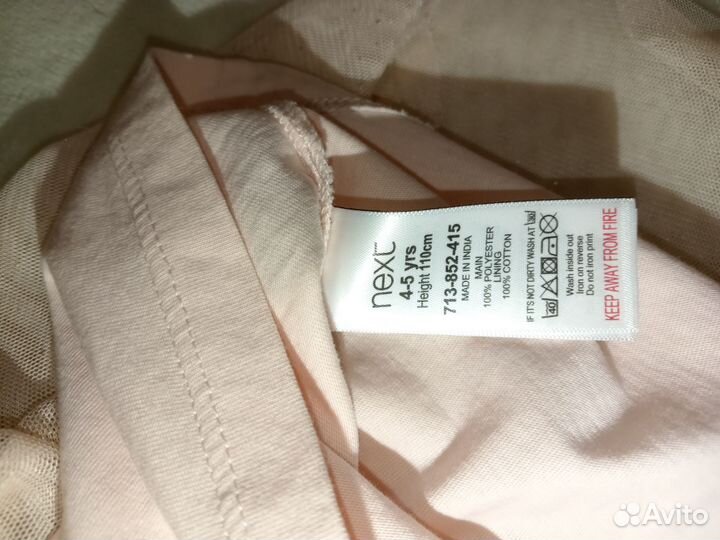 next
4-5 yrs
Height 110cm
713-852-415
MADE IN INDIA
MAIN
100% POLYESTER
LINING
100% COTTON
IF IT'S NOT DIRTY WASH AT 30
40
Wash inside out
Iron on reverse
Do not iron print
KEEP AWAY FROM FIRE
Avito